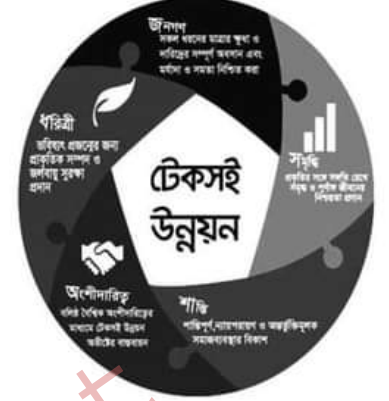 জনগণ
সকল ধরনের মাত্রার ক্ষুধা ও
দারিদ্রের সম্পূর্ণ অবসান এবং
মর্যাদা ও সমতা নিশ্চিত করা
ধরিত্রী
ভবিষ্যৎ প্রজন্মের জন্য
প্রাকৃতিক সম্পদ ও
জলবায়ু সুরক্ষা
প্রদান
সমৃদ্ধি
প্রকৃতির সঙ্গে সঙ্গতি রেখে
সমৃদ্ধ ও পূর্ণাঙ্গ জীবনের
নিশ্চয়তা প্রদান
টেকসই
উন্নয়ন
অংশীদারিত্ব
বলিষ্ঠ বৈশ্বিক অংশীদারিত্বের
মাধ্যমে টেকসই উন্নয়ন
অভীষ্টের বাস্তবায়ন
শান্তি
শান্তিপূর্ণ,ন্যায়পরায়ণ ও অন্তর্ভুক্তিমূলক
সমাজব্যবস্থার বিকাশ